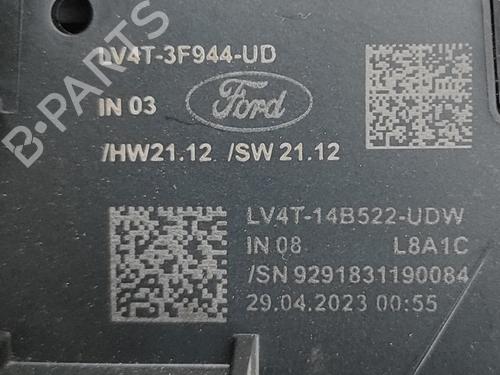 LV4T-3F944-UD
IN 03
Ford
/HW21.12 /SW 21.12
LV4T-14B522-UDW
IN 08 L8A1C
/SN 9291831190084
29.04.2023 00:55
B-PARTS